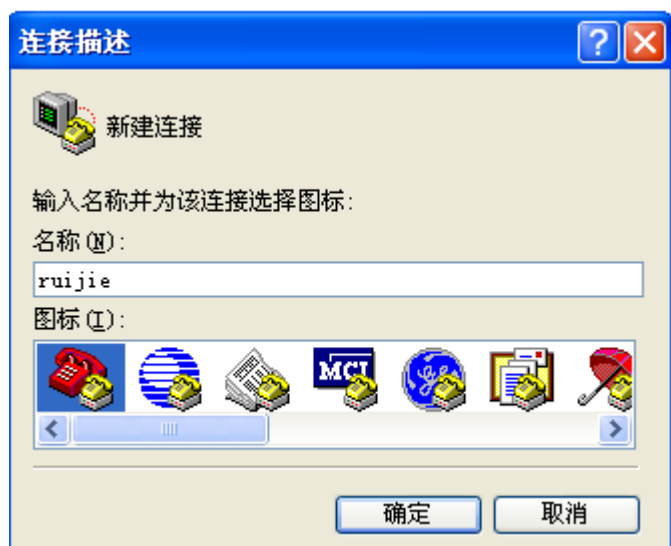 连接描述
新建连接
输入名称并为该连接选择图标:
名称(N):
ruijie
图标(I):
MCI
确定
取消